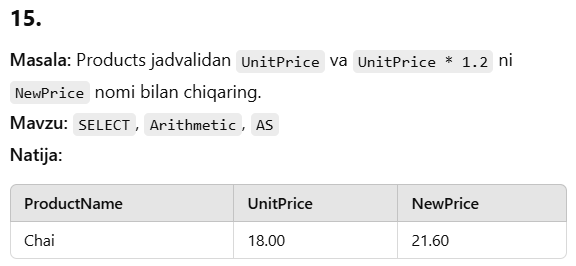 15.
Masala: Products jadvalidan UnitPrice va UnitPrice * 1.2 ni
NewPrice nomi bilan chiqaring.
Mavzu: SELECT, Arithmetic, AS
Natija:
ProductName UnitPrice NewPrice
Chai 18.00 21.60